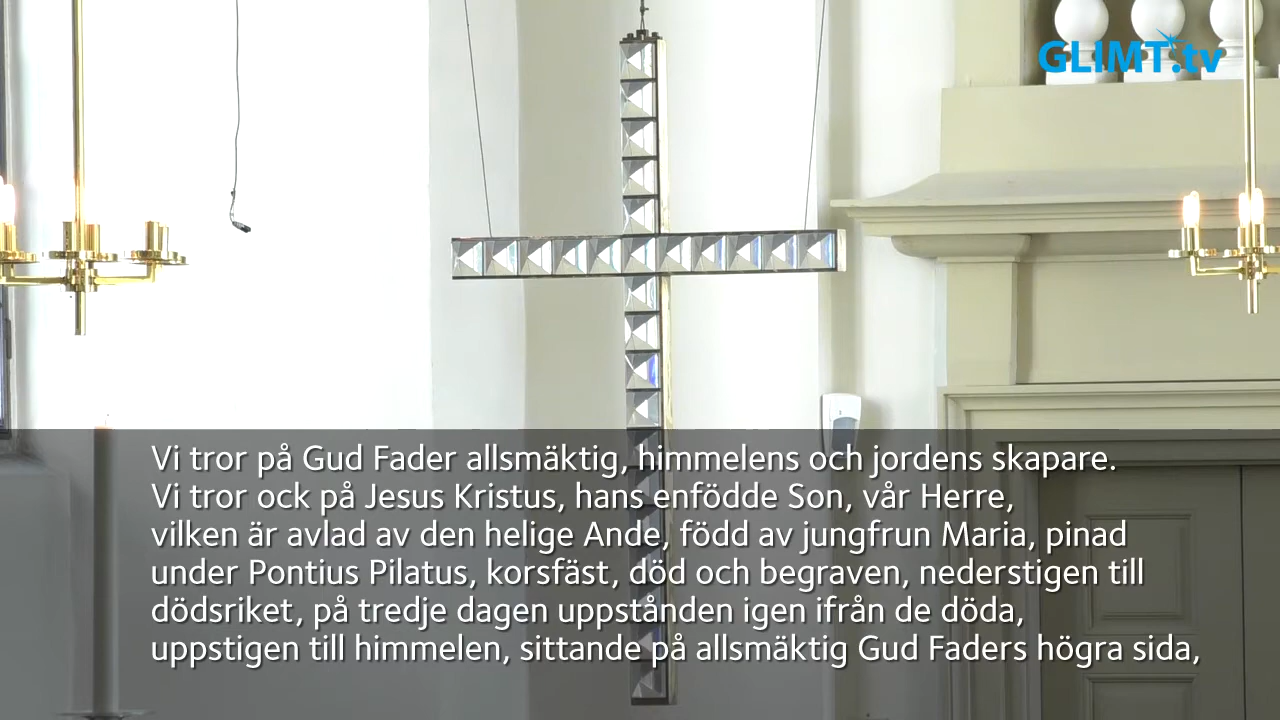 GLIMT.tv
Vi tror på Gud Fader allsmäktig, himmelens och jordens skapare.
Vi tror ock på Jesus Kristus, hans enfödde Son, vår Herre,
vilken är avlad av den helige Ande, född av jungfrun Maria, pinad
under Pontius Pilatus, korsfäst, död och begraven, nederstigen till
dödsriket, på tredje dagen uppstånden igen ifrån de döda,
uppstigen till himmelen, sittande på allsmäktig Gud Faders högra sida,